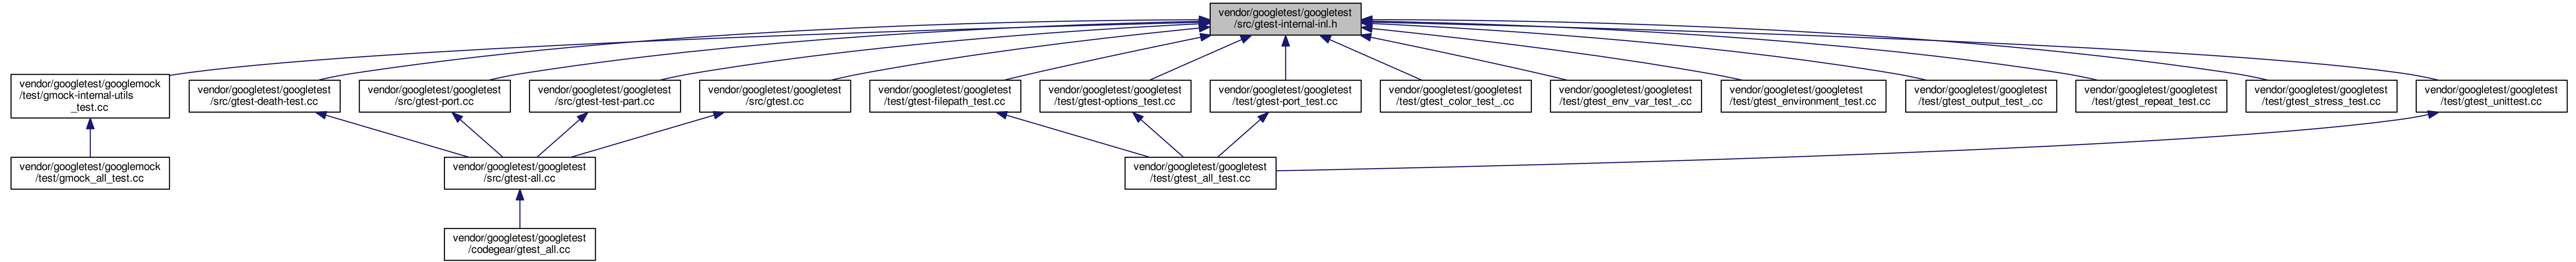 vendor/googletest/googletest
/src/gtest-internal-inl.h
vendor/googletest/googlemock
/test/gmock-internal-utils
_test.cc
vendor/googletest/googletest
/src/gtest-death-test.cc
vendor/googletest/googletest
/src/gtest-port.cc
vendor/googletest/googletest
/src/gtest-test-part.cc
vendor/googletest/googletest
/src/gtest.cc
vendor/googletest/googletest
/test/gtest-filepath_test.cc
vendor/googletest/googletest
/test/gtest-options_test.cc
vendor/googletest/googletest
/test/gtest-port_test.cc
vendor/googletest/googletest
/test/gtest_color_test_.cc
vendor/googletest/googletest
/test/gtest_env_var_test_.cc
vendor/googletest/googletest
/test/gtest_environment_test.cc
vendor/googletest/googletest
/test/gtest_output_test_.cc
vendor/googletest/googletest
/test/gtest_repeat_test.cc
vendor/googletest/googletest
/test/gtest_stress_test.cc
vendor/googletest/googletest
/test/gtest_unittest.cc
vendor/googletest/googlemock
/test/gmock_all_test.cc
vendor/googletest/googletest
/src/gtest-all.cc
vendor/googletest/googletest
/test/gtest_all_test.cc
vendor/googletest/googletest
/codegear/gtest_all.cc